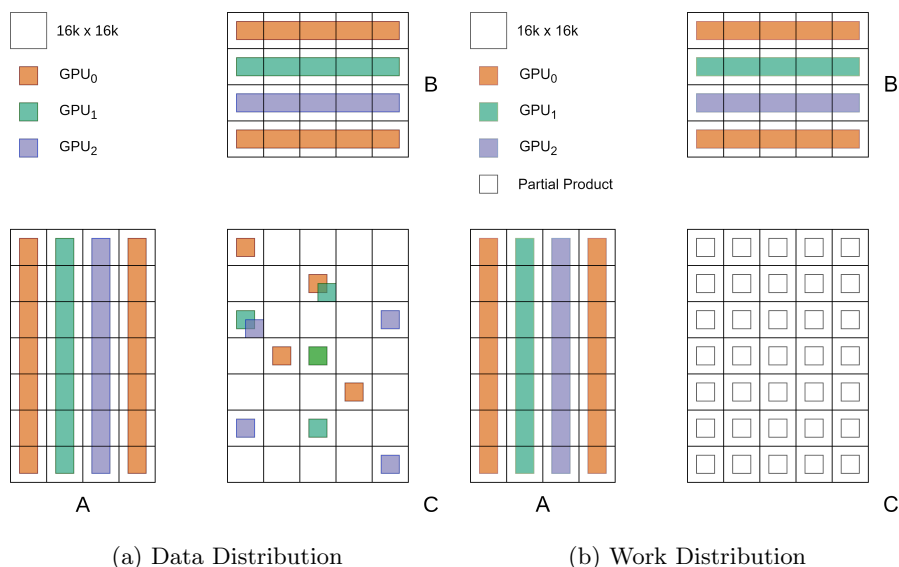 16k x 16k
GPU0
GPU1
GPU2
B
A
C
(a) Data Distribution
16k x 16k
GPU0
GPU1
GPU2
Partial Product
B
A
C
(b) Work Distribution